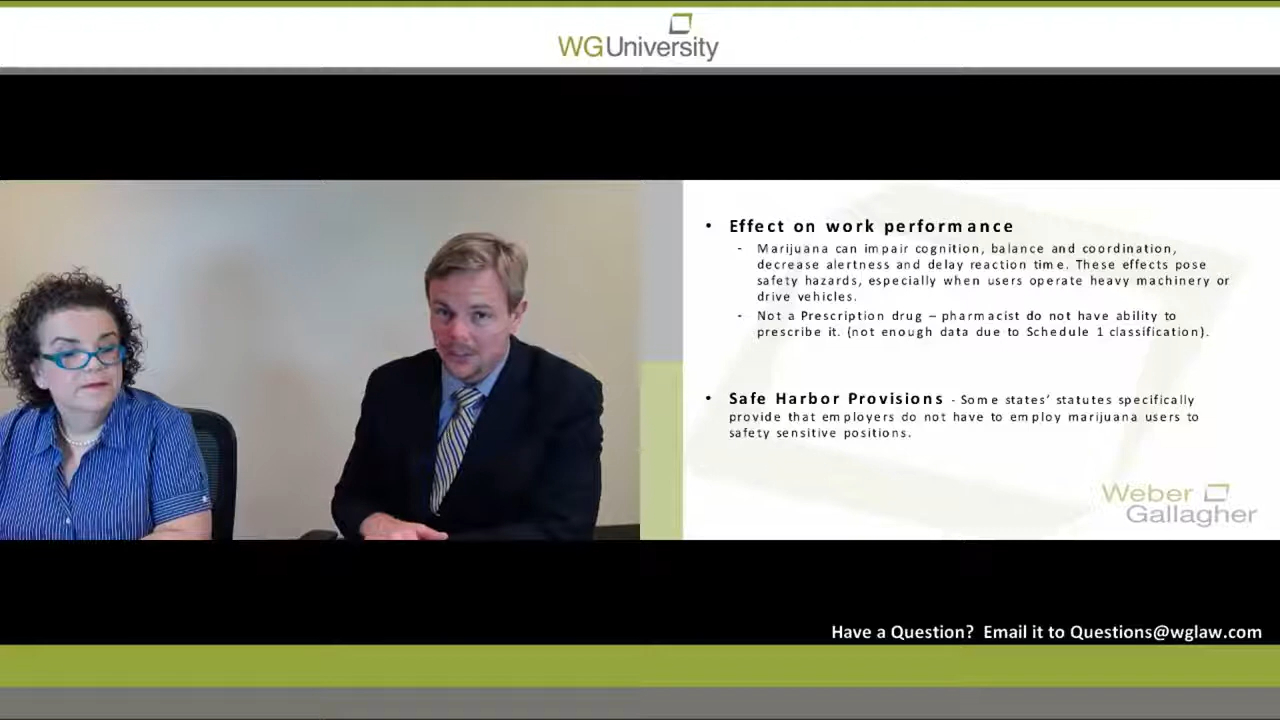 WGUniversity
• Effect on work performance
- Marijuana can impair cognition, balance and coordination,
decrease alertness and delay reaction time. These effects pose
safety hazards, especially when users operate heavy machinery or
drive vehicles.
- Not a Prescription drug – pharmacist do not have ability to
prescribe it. (not enough data due to Schedule 1 classification).
• Safe Harbor Provisions - Some states' statutes specifically
provide that employers do not have to employ marijuana users to
safety sensitive positions.
Weber
Gallagher
Have a Question? Email it to Questions@wglaw.com